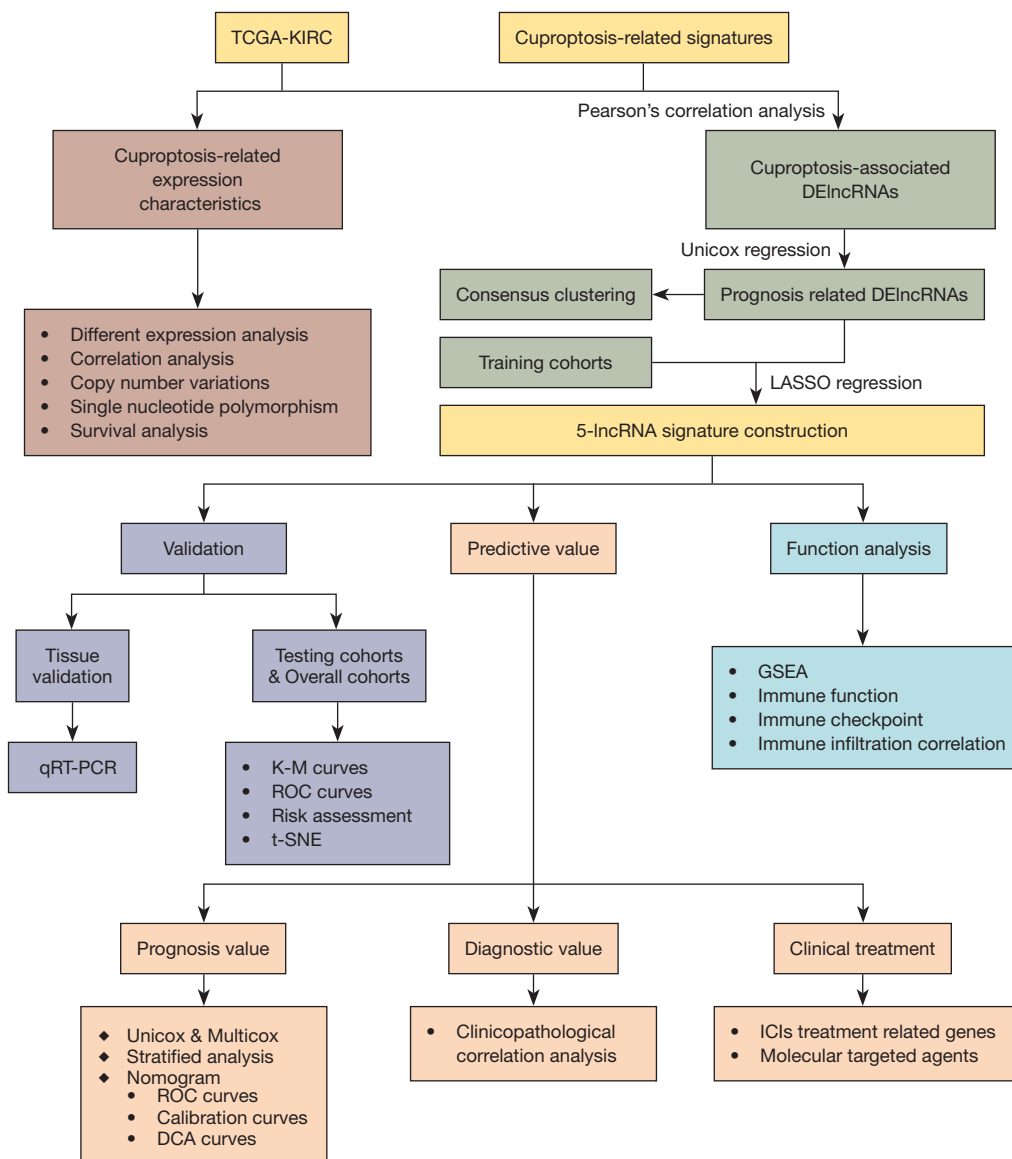 TCGA-KIRC
Cuproptosis-related signatures
Pearson's correlation analysis
Cuproptosis-related
expression
characteristics
Cuproptosis-associated
DElncRNAs
Unicox regression
Consensus clustering
Prognosis related DElncRNAs
• Different expression analysis
• Correlation analysis
• Copy number variations
• Single nucleotide polymorphism
• Survival analysis
Training cohorts
LASSO regression
5-lncRNA signature construction
Validation
Predictive value
Function analysis
Tissue
validation
Testing cohorts
& Overall cohorts
• GSEA
• Immune function
• Immune checkpoint
• Immune infiltration correlation
qRT-PCR
• K-M curves
• ROC curves
• Risk assessment
• t-SNE
Prognosis value
Diagnostic value
Clinical treatment
◆ Unicox & Multicox
◆ Stratified analysis
◆ Nomogram
• ROC curves
• Calibration curves
• DCA curves
• Clinicopathological
correlation analysis
• ICIs treatment related genes
• Molecular targeted agents